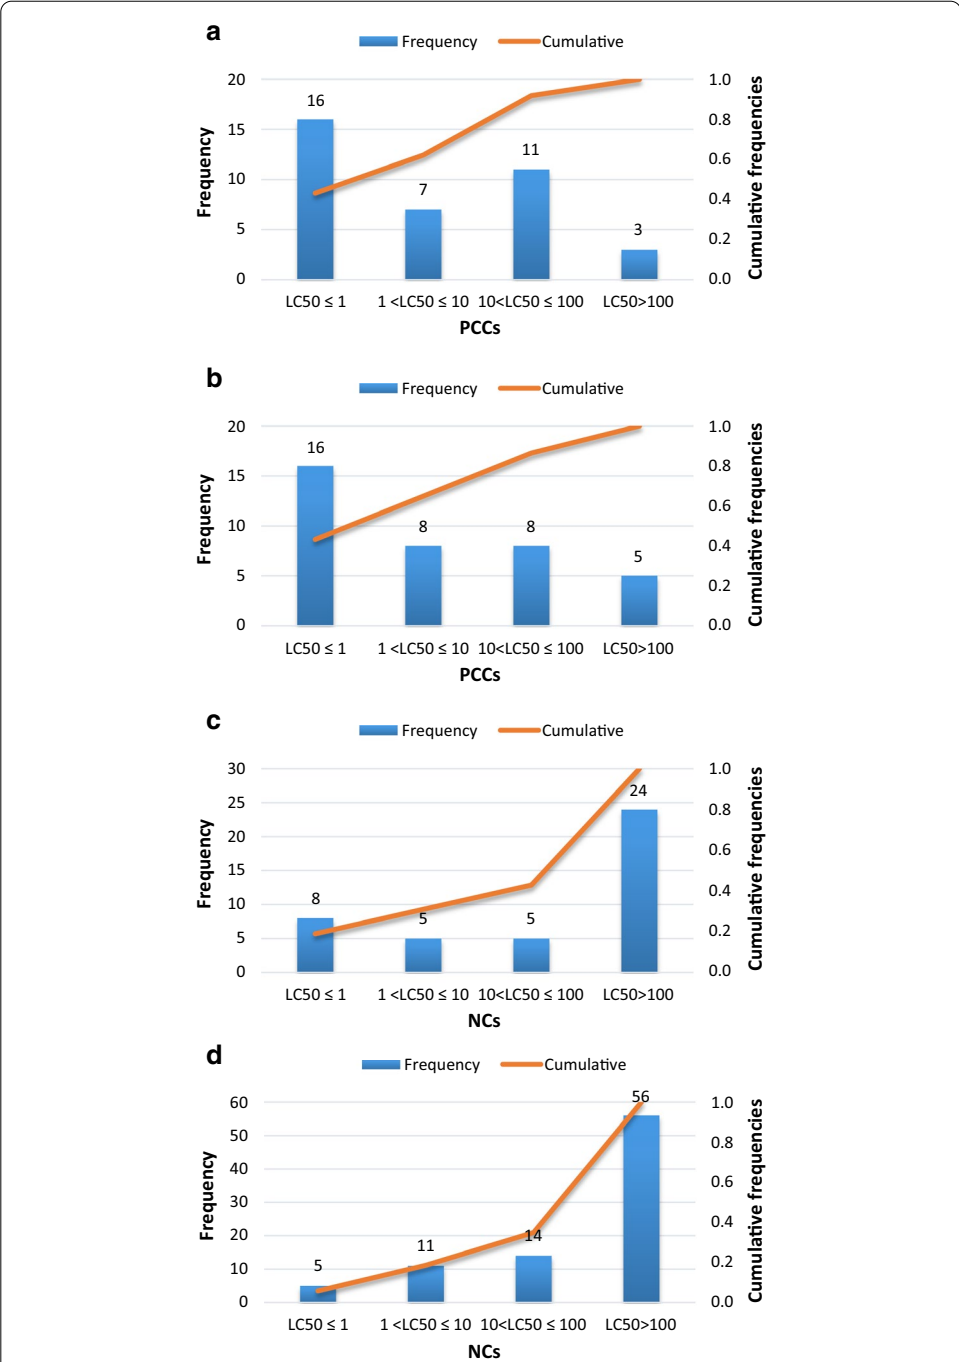 a
Frequency Cumulative
20 1.0
16
0.8
15
11
0.6
10
7
0.4
5
3
0.2
0 0.0
Frequency
Cumulative frequencies
LC50 ≤ 1 1 <LC50 ≤ 10 10<LC50 ≤ 100 LC50>100
PCCs
b
Frequency Cumulative
20 1.0
16
0.8
15
0.6
10
8 8
0.4
5
5
0.2
0 0.0
Frequency
Cumulative frequencies
LC50 ≤ 1 1 <LC50 ≤ 10 10<LC50 ≤ 100 LC50>100
PCCs
c
Frequency Cumulative
30 1.0
24
25
0.8
20
0.6
15
0.4
10
8
5 5
0.2
5
0 0.0
Frequency
Cumulative frequencies
LC50 ≤ 1 1 <LC50 ≤ 10 10<LC50 ≤ 100 LC50>100
NCs
d
Frequency Cumulative
60 1.0
56
50
0.8
40
0.6
30
0.4
20
14
11
0.2
10
5
0 0.0
Frequency
Cumulative frequencies
LC50 ≤ 1 1 <LC50 ≤ 10 10<LC50 ≤ 100 LC50>100
NCs